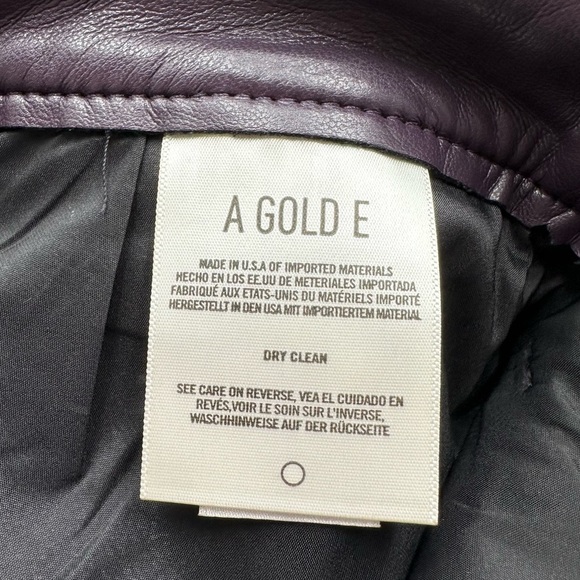 A GOLD E
MADE IN U.S.A OF IMPORTED MATERIALS
HECHO EN LOS EE.UU DE METERIALES IMPORTADA
FABRIQUÉ AUX ETATS-UNIS DU MATÉRIELS IMPORTÉ
HERGESTELLT IN DEN USA MIT IMPORTIERTEM MATERIAL
DRY CLEAN
SEE CARE ON REVERSE, VEA EL CUIDADO EN
REVÉS,VOIR LE SOIN SUR L'INVERSE,
WASCHHINWEISE AUF DER RÜCKSEITE